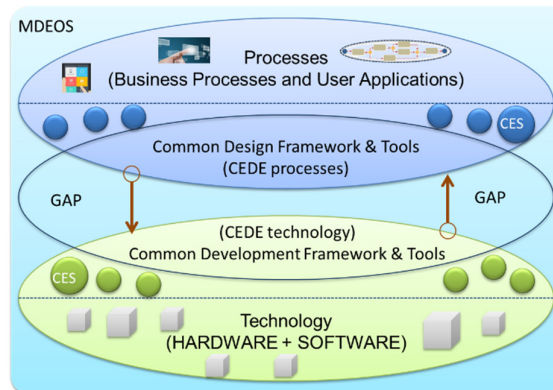 MDEOS
Processes
(Business Processes and User Applications)
CES
Common Design Framework & Tools
(CEDE processes)
GAP
GAP
(CEDE technology)
Common Development Framework & Tools
CES
Technology
(HARDWARE + SOFTWARE)